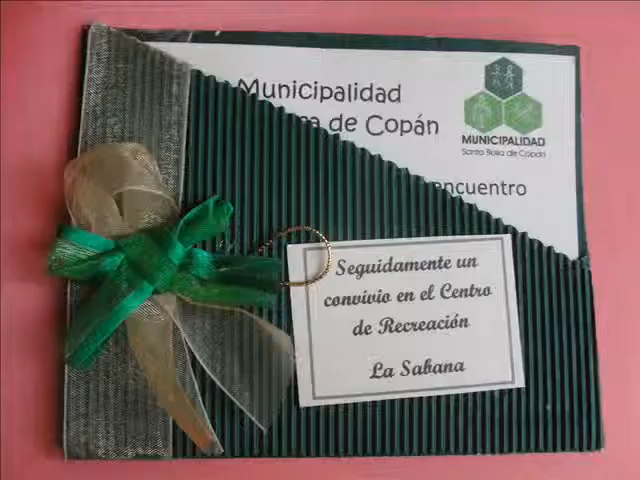 Municipalidad
de Copán
encuentro
MUNICIPALIDAD
Santa Rosa de Copán
Seguidamente un
convivio en el Centro
de Recreación
La Sabana